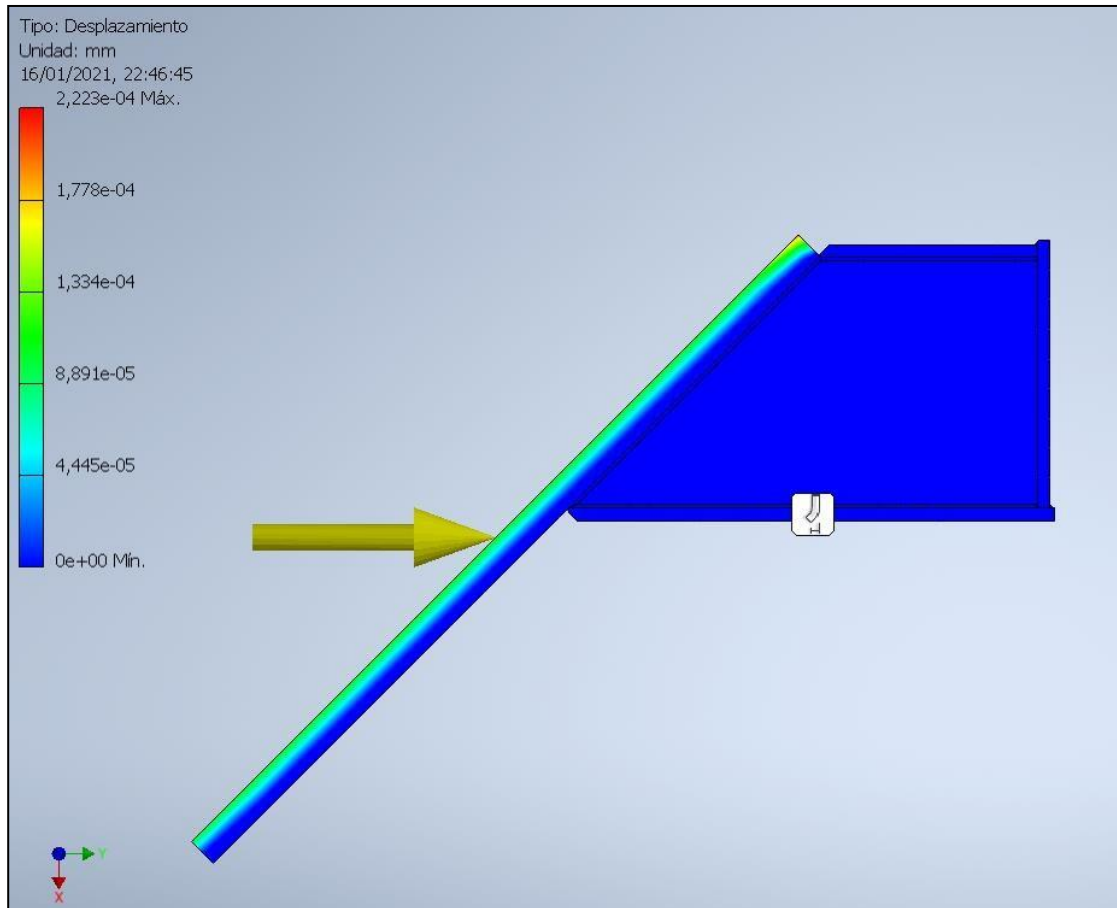 Tipo: Desplazamiento
Unidad: mm
16/01/2021, 22:46:45
2,223e-04 Máx.
1,778e-04
1,334e-04
8,891e-05
4,445e-05
0e+00 Mín.
Y
X